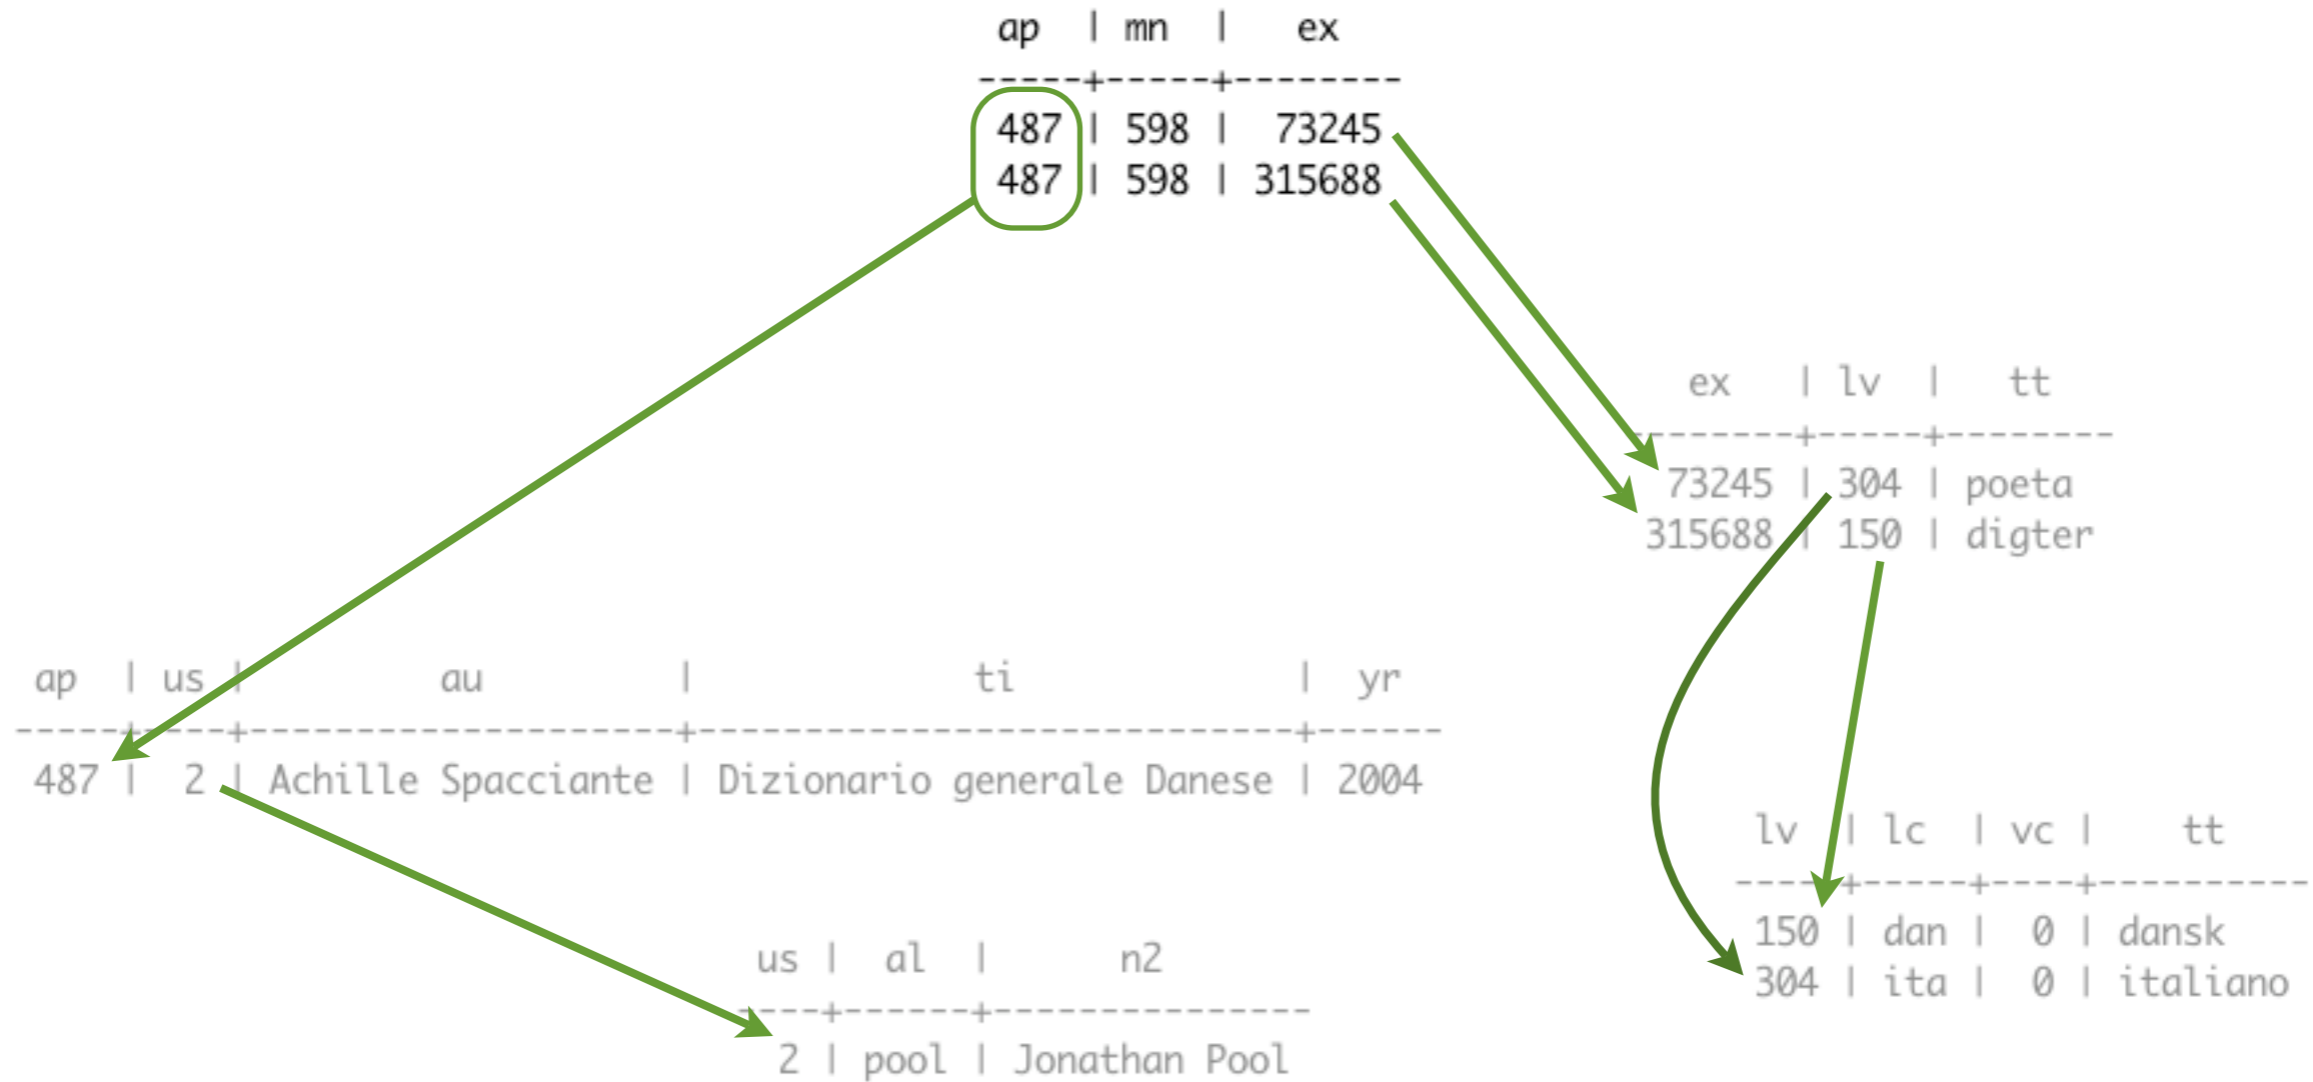 ap | mn | ex
-----+-----+--------
487 | 598 | 73245
487 | 598 | 315688
ex | lv | tt
--------+-----+--------
73245 | 304 | poeta
315688 | 150 | digter
ap | us | au | ti | yr
-----+----+--------------------+----------------------------+------
487 | 2 | Achille Spacciante | Dizionario generale Danese | 2004
lv | lc | vc | tt
-----+-----+----+----------
150 | dan | 0 | dansk
304 | ita | 0 | italiano
us | al | n2
----+------+---------------
2 | pool | Jonathan Pool